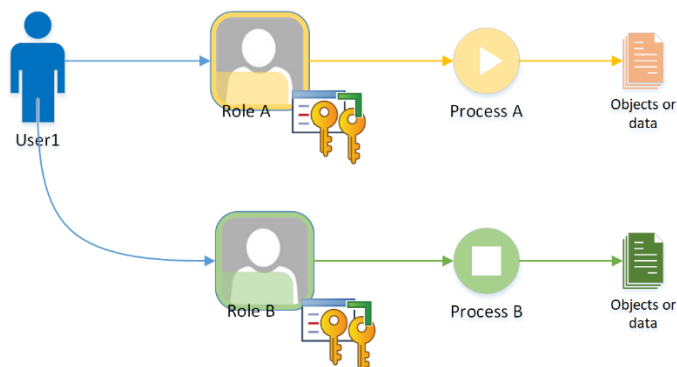 User1
Role A
Process A
Objects or
data
Role B
Process B
Objects or
data